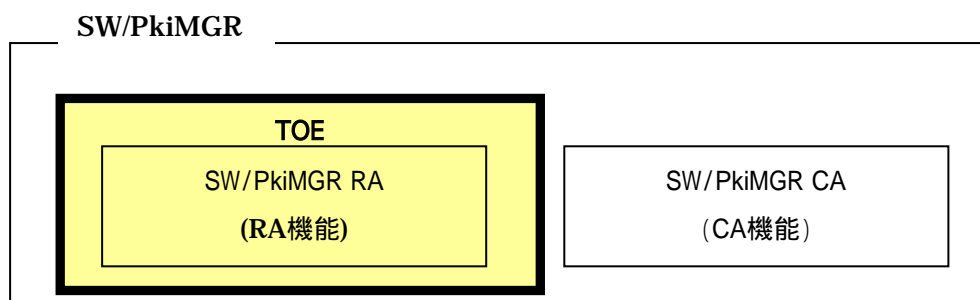 SW/PkiMGR
TOE
SW/PkiMGR RA
(RA機能)
SW/PkiMGR CA
(CA機能)